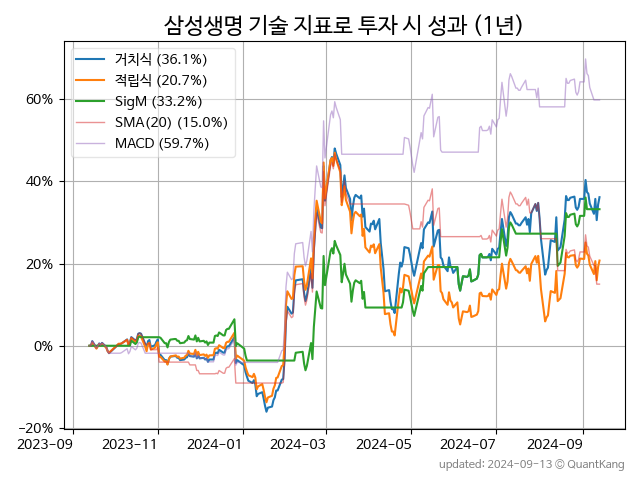 삼성생명 기술 지표로 투자 시 성과 (1년)
거치식 (36.1%)
적립식 (20.7%)
SigM (33.2%)
SMA(20) (15.0%)
MACD (59.7%)
60%
40%
20%
0%
−20%
2023-09 2023-11 2024-01 2024-03 2024-05 2024-07 2024-09
updated: 2024-09-13 © QuantKang